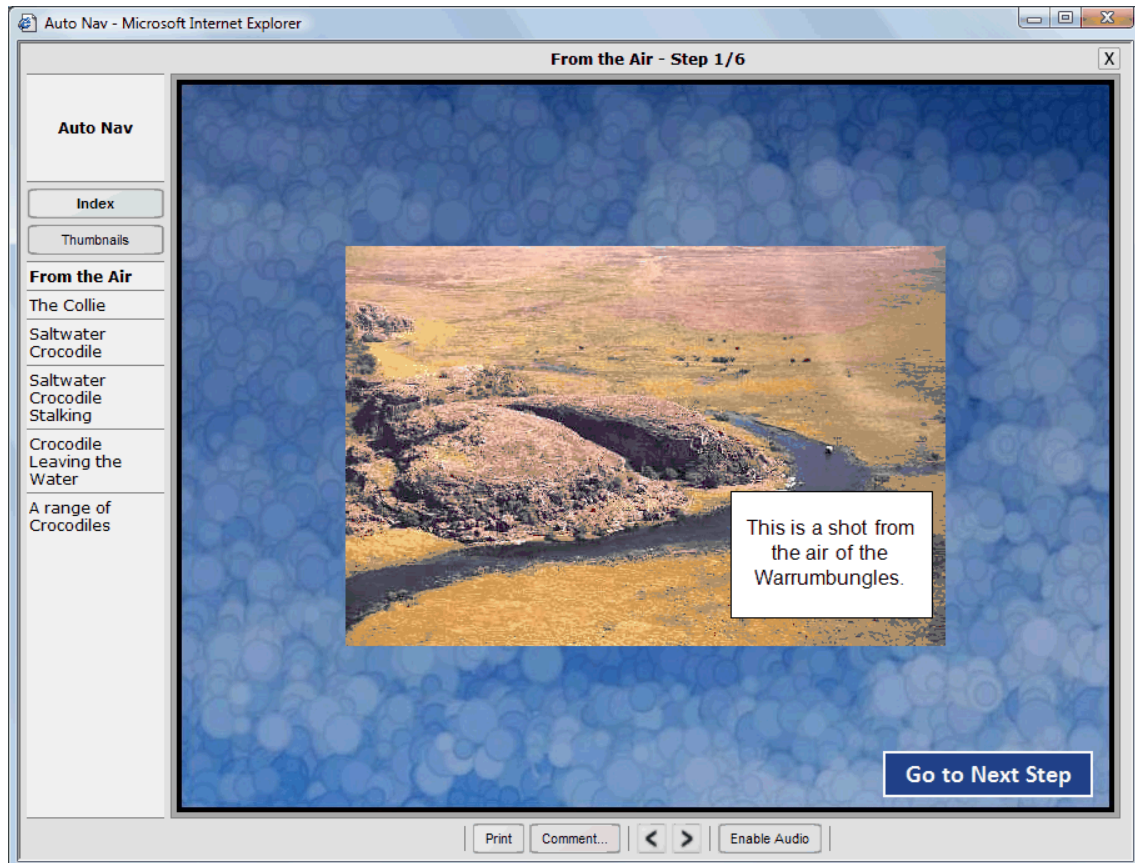 Auto Nav - Microsoft Internet Explorer
From the Air - Step 1/6
X
Auto Nav
Index
Thumbnails
From the Air
The Collie
Saltwater
Crocodile
Saltwater
Crocodile
Stalking
Crocodile
Leaving the
Water
A range of
Crocodiles
This is a shot from
the air of the
Warrumbungles.
Go to Next Step
Print
Comment...
<
>
Enable Audio